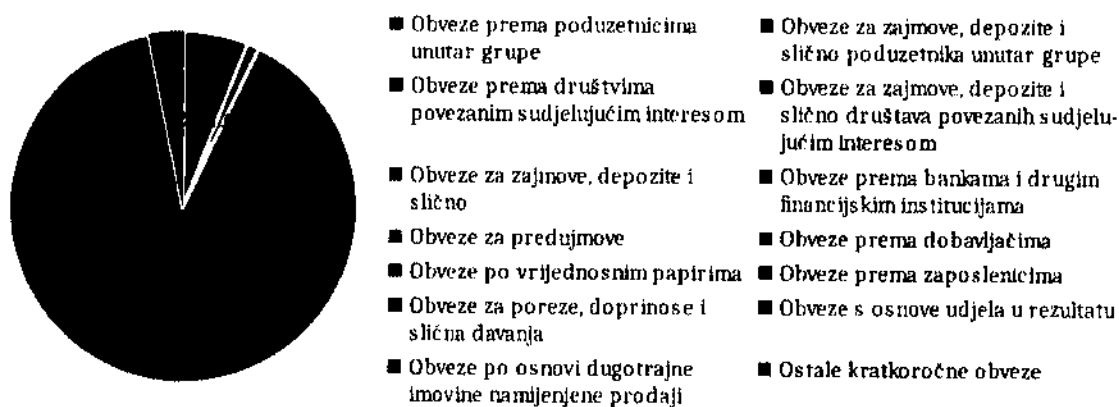 Obveze prema poduzetnicima
unutar grupe
Obveze za zajmove, depozite i
slično poduzetnika unutar grupe
Obveze prema društvima
povezanim sudjelujućim interesom
Obveze za zajmove, depozite i
slično društava povezanih sudjelu-
jućim interesom
Obveze za zajmove, depozite i
slično
Obveze prema bankama i drugim
financijskim institucijama
Obveze za predujmove
Obveze prema dobavljačima
Obveze po vrijednosnim papirima
Obveze prema zaposlenicima
Obveze za poreze, doprinose i
slična davanja
Obveze s osnove udjela u rezultatu
Obveze po osnovi dugotrajne
imovine namijenjene prodaji
Ostale kratkoročne obveze